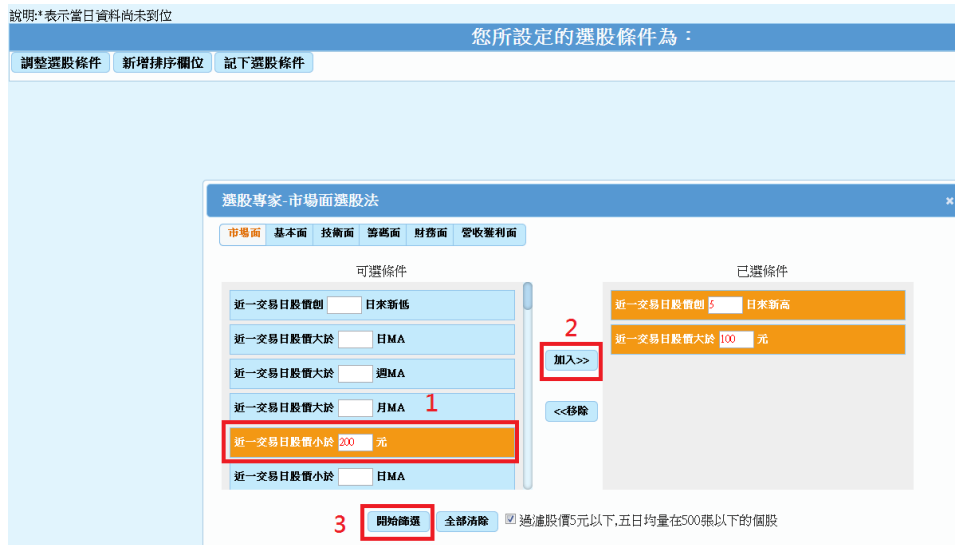 說明:*表示當日資料尚未到位
您所設定的選股條件為：
調整選股條件 新增排序欄位 記下選股條件
選股專家-市場面選股法 ×
市場面 基本面 技術面 籌碼面 財務面 營收獲利面
可選條件
近一交易日股價創 日來新低
近一交易日股價大於 日MA
近一交易日股價大於 週MA
近一交易日股價大於 月MA 1
近一交易日股價小於 200 元
近一交易日股價小於 日MA
2
加入>>
<<移除
已選條件
近一交易日股價創 5 日來新高
近一交易日股價大於 100 元
3 開始篩選 全部清除 過濾股價5元以下,五日均量在500張以下的個股